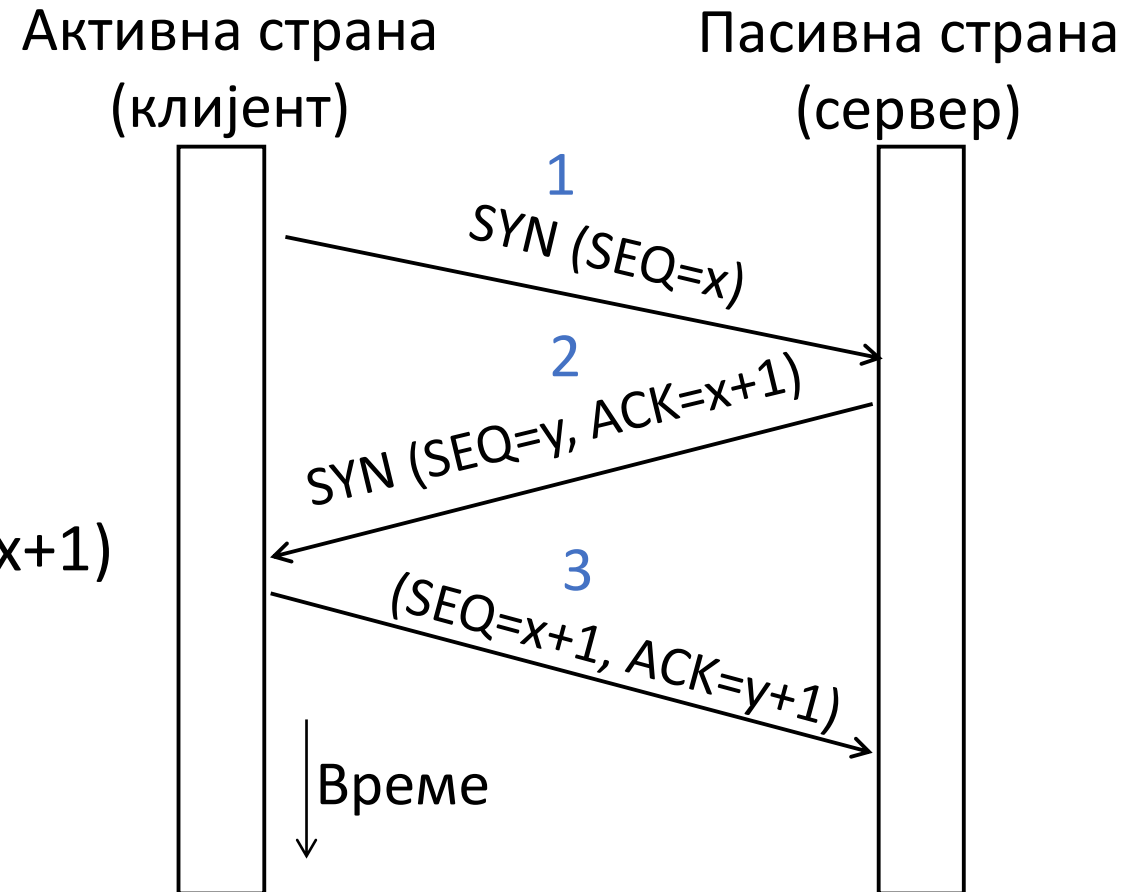 Активна страна
(клијент)
Пасивна страна
(сервер)
1
SYN (SEQ=x)
2
SYN (SEQ=y, ACK=x+1)
x+1)
3
(SEQ=x+1, ACK=y+1)
Време